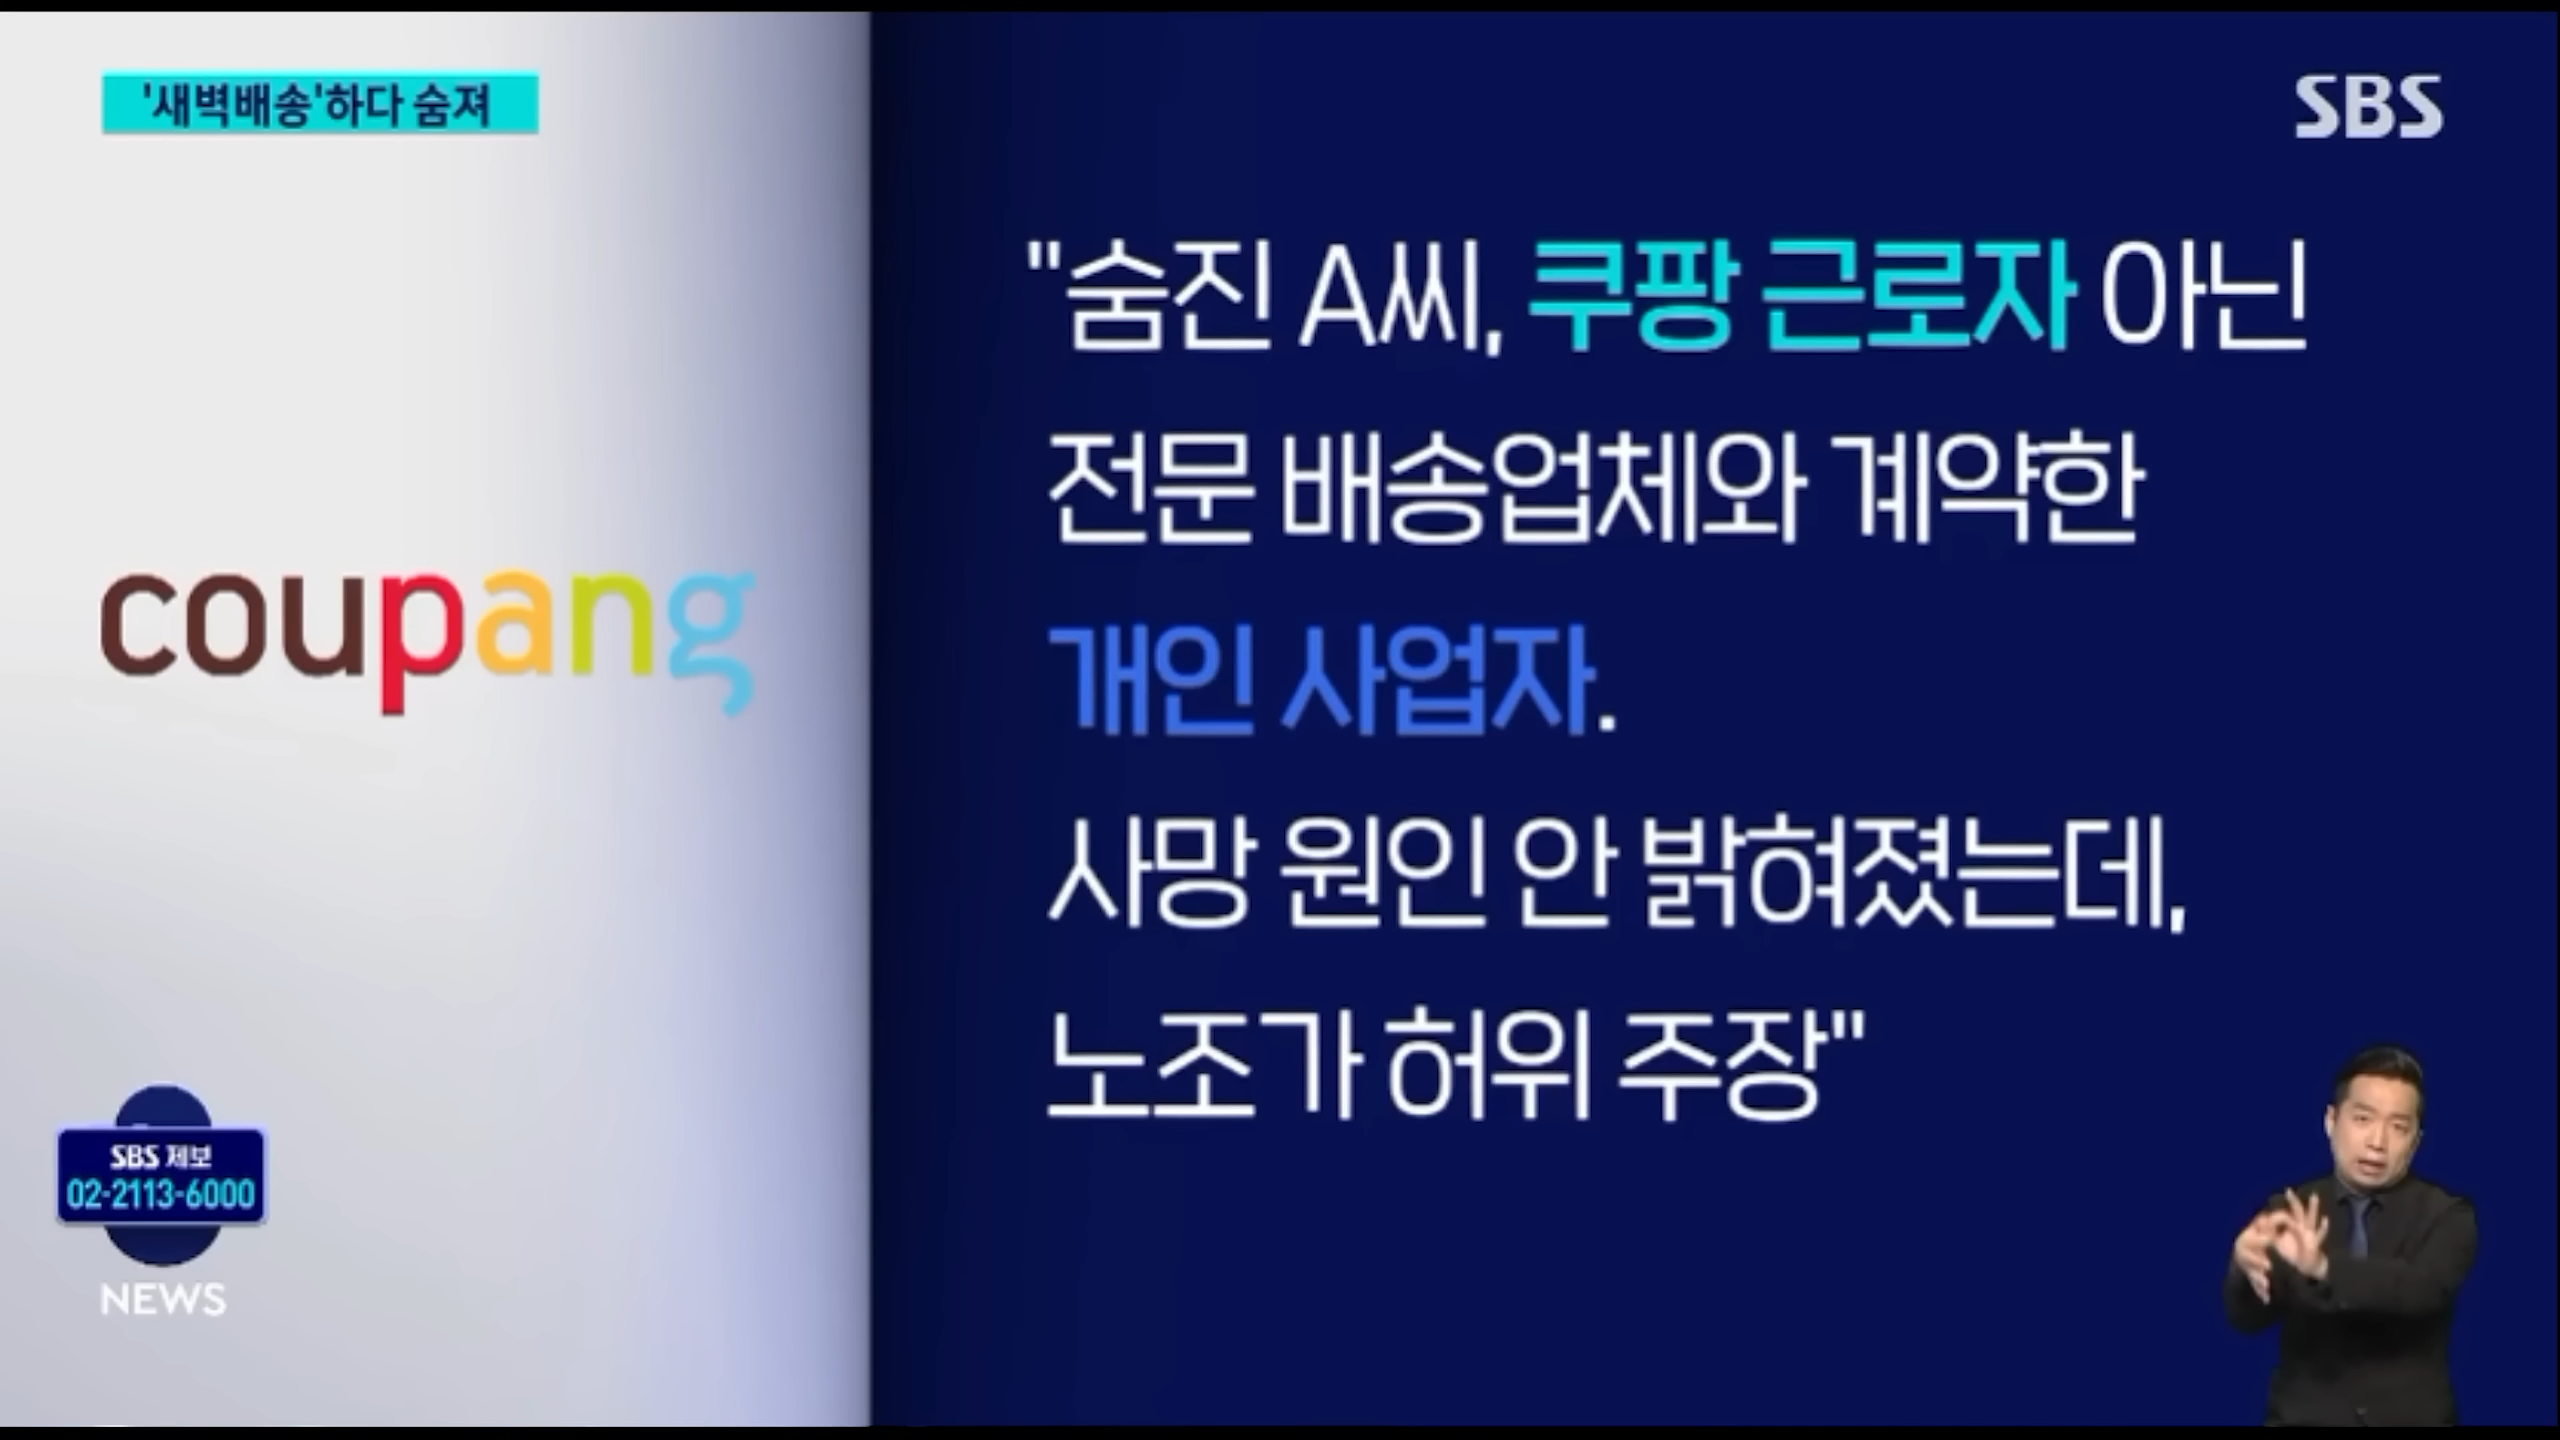 '새벽배송'하다 숨져
SBS
"숨진 A씨, 쿠팡 근로자 아닌
전문 배송업체와 계약한
개인 사업자.
사망 원인 안 밝혀졌는데,
노조가 허위 주장"
coupang
SBS 제보
02-2113-6000
NEWS